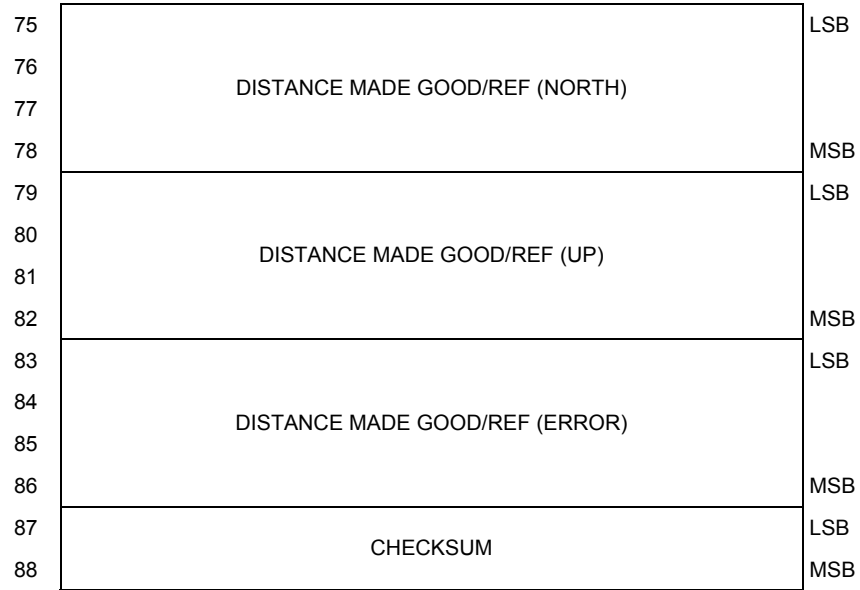 75 LSB
76
DISTANCE MADE GOOD/REF (NORTH)
77
78 MSB
79 LSB
80
DISTANCE MADE GOOD/REF (UP)
81
82 MSB
83 LSB
84
DISTANCE MADE GOOD/REF (ERROR)
85
86 MSB
87 LSB
CHECKSUM
88 MSB